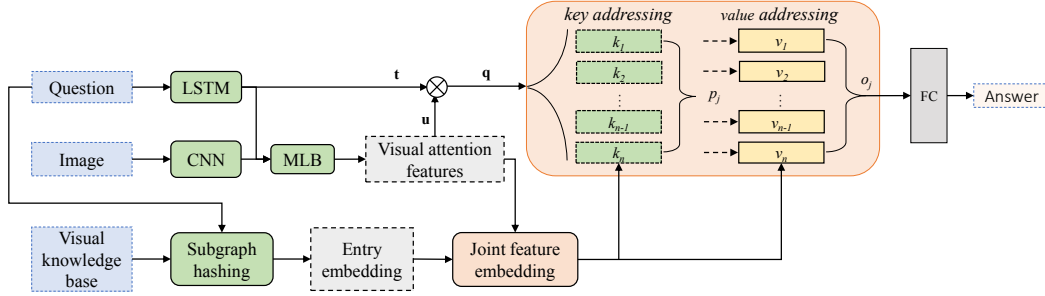 key addressing
value addressing
k1
v1
Question
LSTM
t
q
k2
v2
⋮
pj
⋮
oj
FC
Answer
u
kn-1
vn-1
Image
CNN
MLB
Visual attention
features
kn
vn
Visual
knowledge
base
Subgraph
hashing
Entry
embedding
Joint feature
embedding